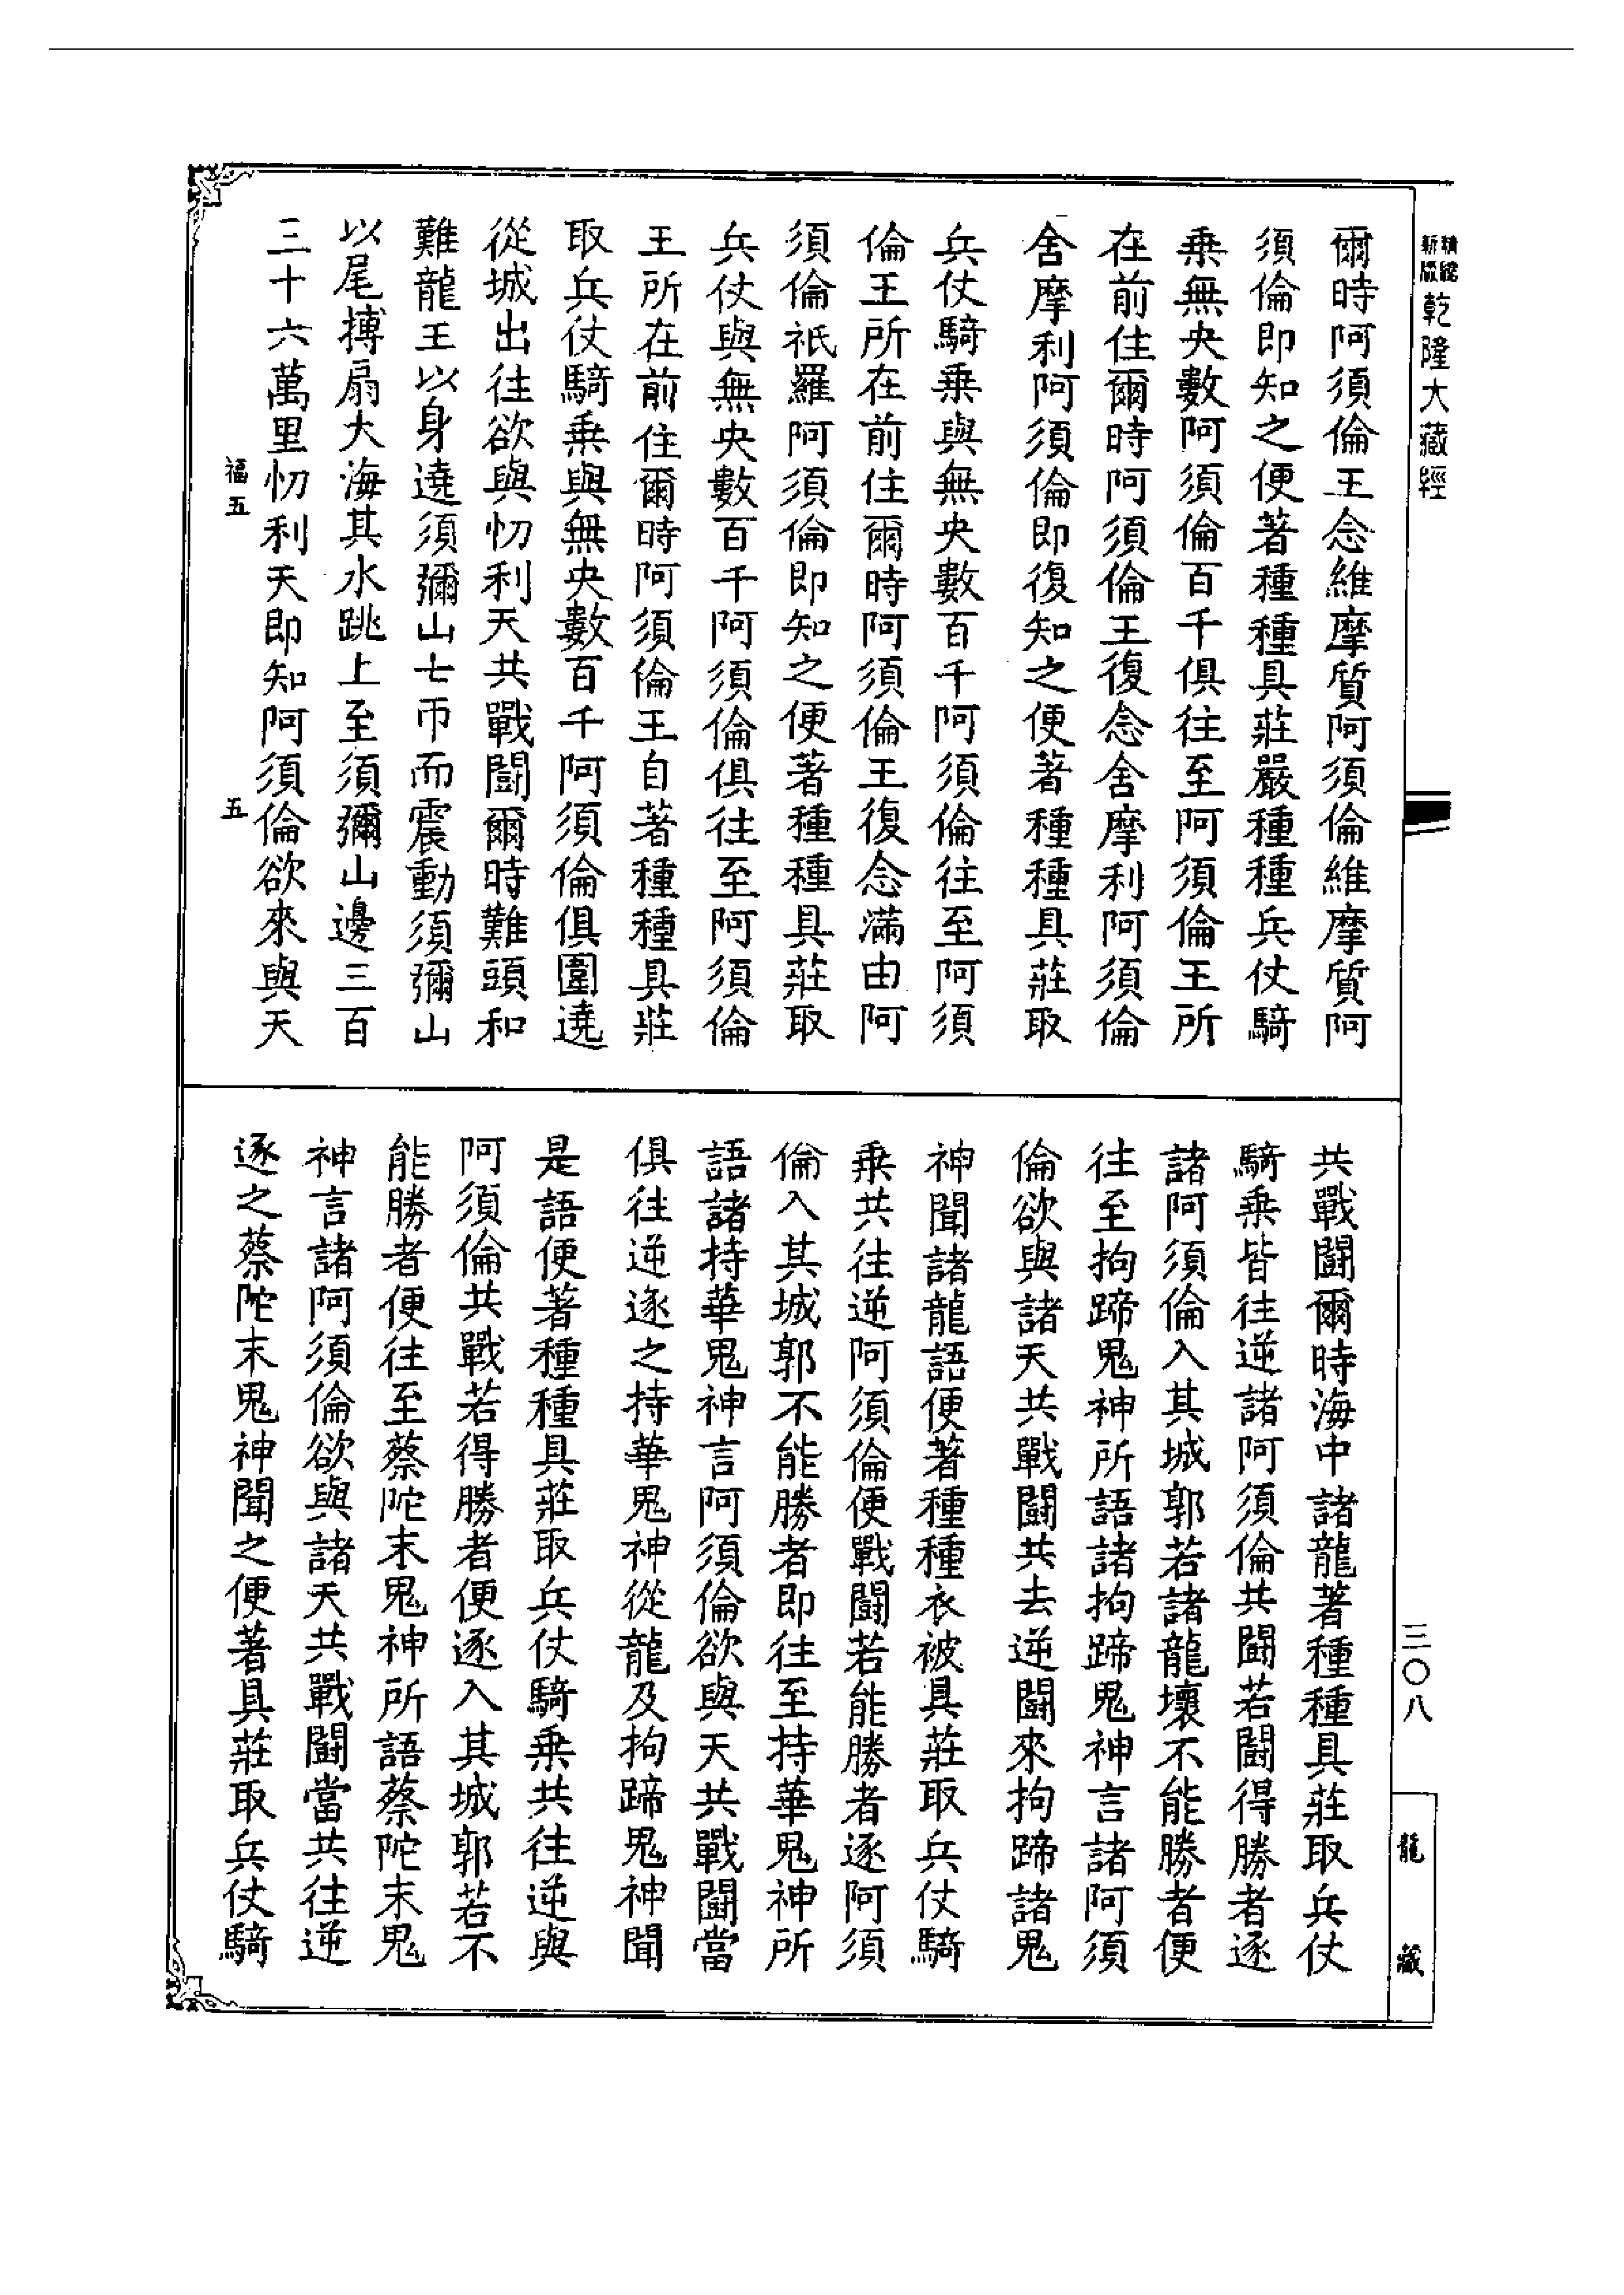 乾隆大藏經
爾時阿須倫王念維摩質阿須倫維摩質阿
須倫即知之便著種種具莊嚴種種兵仗騎
乗無央數阿須倫百千俱往至阿須倫王所
在前住爾時阿須倫王復念舍摩利阿須倫
舍摩利阿須倫即復知之便著種種具莊取
兵仗騎乗與無央數百千阿須倫往至阿須
倫王所在前住爾時阿須倫王復念滿由阿
須倫祇羅阿須倫即知之便著種種具莊取
兵仗與無央數百千阿須倫俱往至阿須倫
王所在前住爾時阿須倫王自著種種具莊
取兵仗騎乗與無央數百千阿須倫俱圍遶
從城出往欲與忉利天共戰鬪爾時難頭和
難龍王以身遶須彌山七帀而震動須彌山
以尾搏扇大海其水跳上至須彌山邊三百
三十六萬里忉利天即知阿須倫欲來與天
福五
五
共戰鬪爾時海中諸龍著種種具莊取兵仗
騎乗皆往逆諸阿須倫共鬪若鬪得勝者逐
諸阿須倫入其城郭若諸龍壞不能勝者便
往至拘蹄鬼神所語諸拘蹄鬼神言諸阿須
倫欲與諸天共戰鬪共去逆鬪來拘蹄諸鬼
神聞諸龍語便著種種衣被具莊取兵仗騎
乗共往逆阿須倫便戰鬪若能勝者逐阿須
倫入其城郭不能勝者即往至持華鬼神所
語諸持華鬼神言阿須倫欲與天共戰鬪當
俱往逆逐之持華鬼神從龍及拘蹄鬼神聞
是語便著種種具莊取兵仗騎乗共往逆與
阿須倫共戰若得勝者便逐入其城郭若不
能勝者便往至蔡陀末鬼神所語蔡陀末鬼
神言諸阿須倫欲與諸天共戰鬪當共往逆
逐之蔡陀末鬼神聞之便著具莊取兵仗騎
三〇八
龍藏